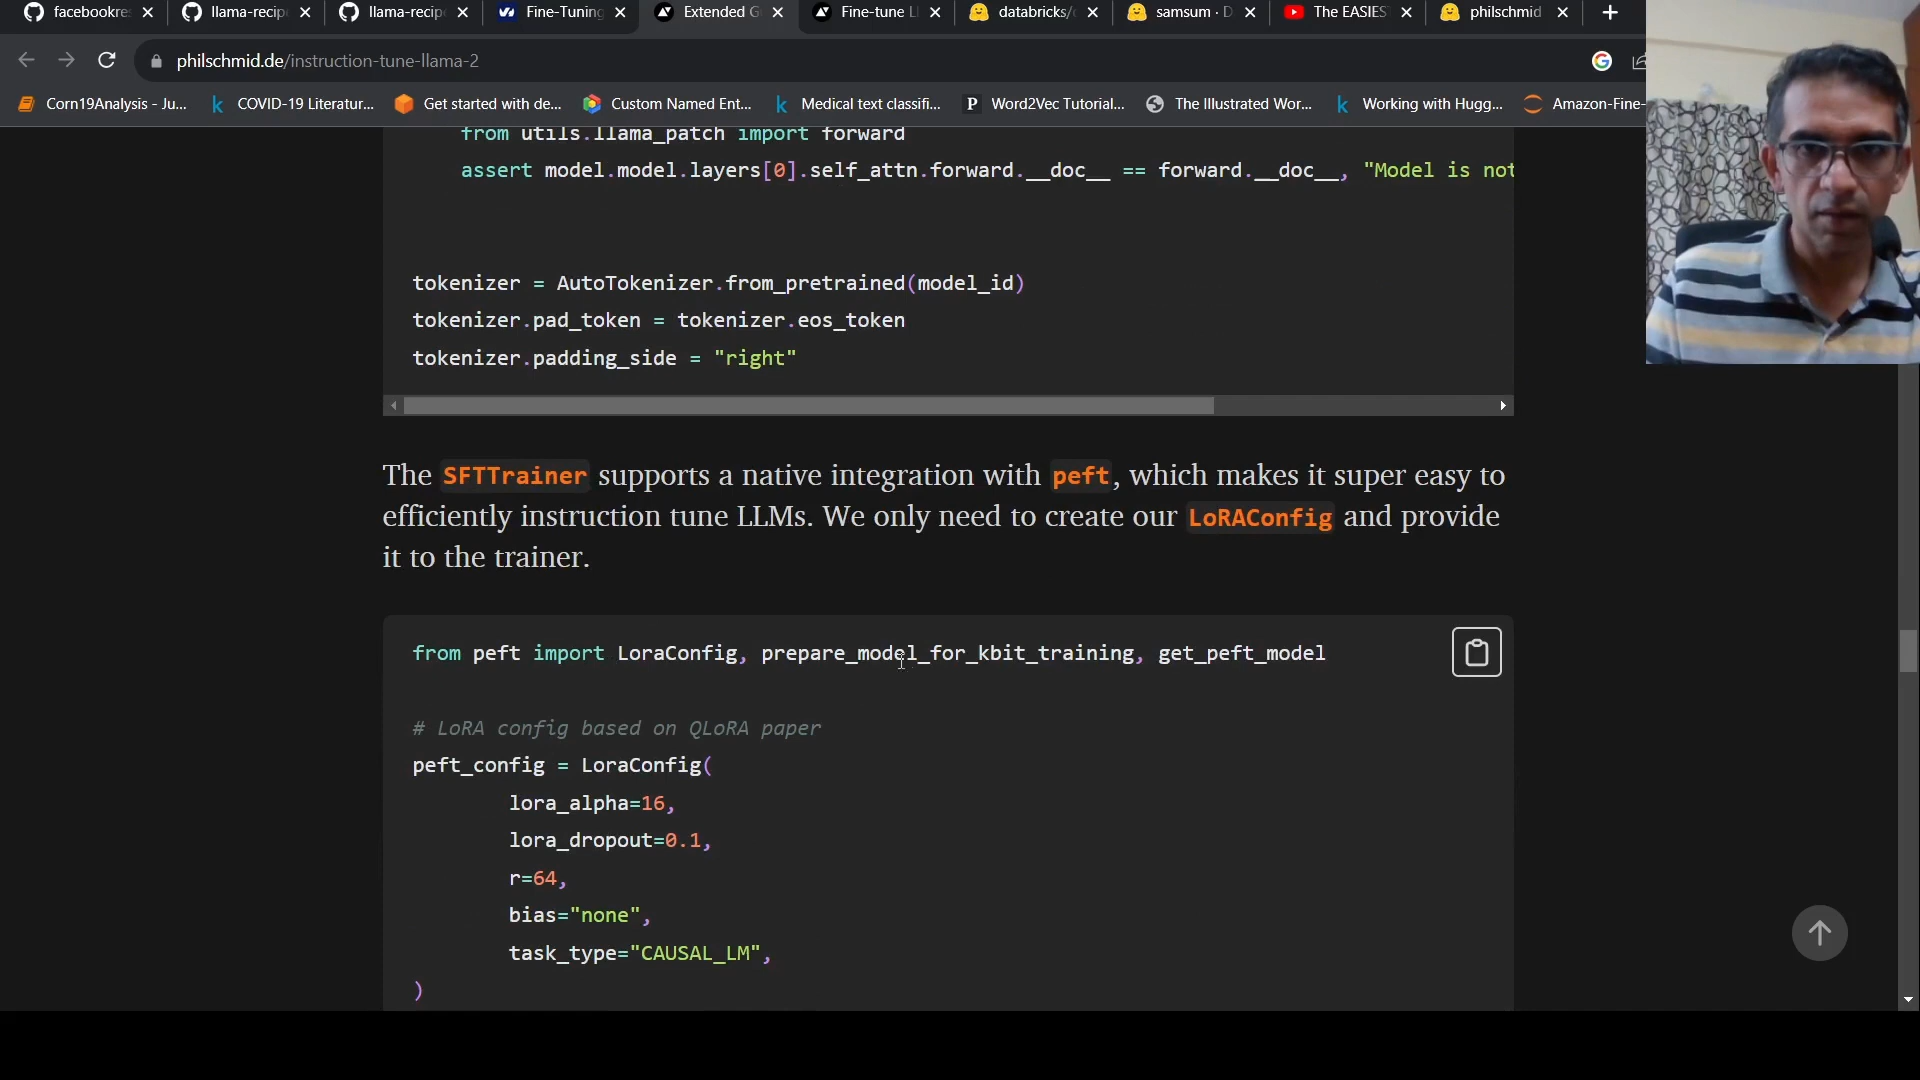 facebookre
llama-recip
llama-recip
Fine-Tuning
Extended G
Fine-tune Ll
databricks/
samsum · D
The EASIES
philschmid
philschmid.de/instruction-tune-llama-2
Corn19Analysis - Ju...
COVID-19 Literatur...
Get started with de...
Custom Named Ent...
Medical text classifi...
Word2Vec Tutorial...
The Illustrated Wor...
Working with Hugg...
Amazon-Fine-
from utils.llama_patch import forward
assert model.model.layers[0].self_attn.forward.__doc__ == forward.__doc__, "Model is not
tokenizer = AutoTokenizer.from_pretrained(model_id)
tokenizer.pad_token = tokenizer.eos_token
tokenizer.padding_side = "right"
The SFTTrainer supports a native integration with peft, which makes it super easy to
efficiently instruction tune LLMs. We only need to create our LoRAConfig and provide
it to the trainer.
from peft import LoraConfig, prepare_model_for_kbit_training, get_peft_model
# LoRA config based on QLoRA paper
peft_config = LoraConfig(
lora_alpha=16,
lora_dropout=0.1,
r=64,
bias="none",
task_type="CAUSAL_LM",
)